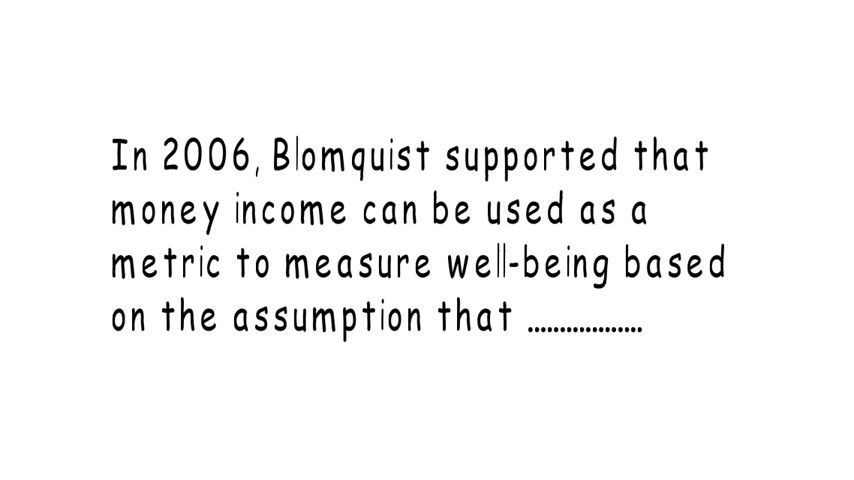 In 2006, Blomquist supported that
money income can be used as a
metric to measure well-being based
on the assumption that ..................